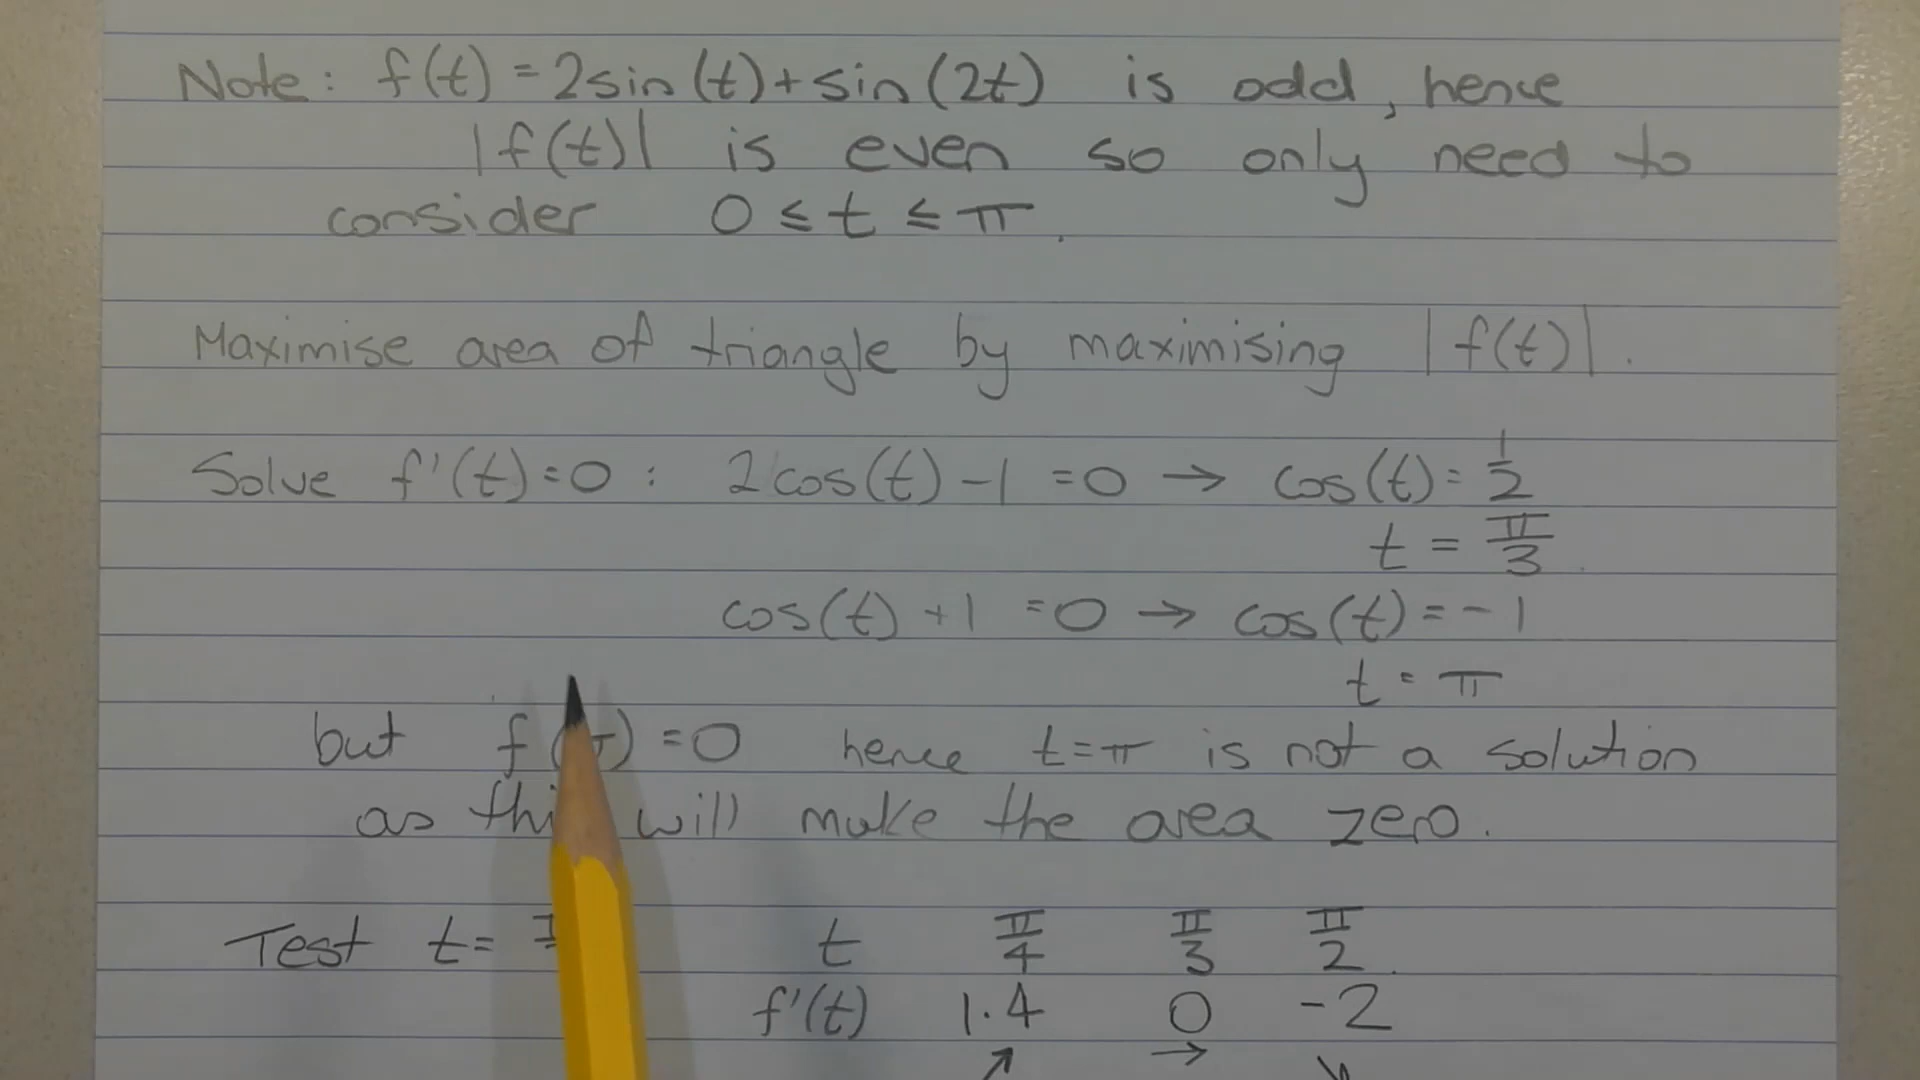 Note: f(t) = 2sin(t) + sin(2t) is odd, hence
|f(t)| is even so only need to
consider 0 ≤ t ≤ π.
Maximise area of triangle by maximising |f(t)|.
Solve f'(t) = 0 : 2cos(t) - 1 = 0 → cos(t) = 1/2
t = π/3
cos(t) + 1 = 0 → cos(t) = -1
t = π
but = 0 hence t = π is not a solution
as will make the area zero.
Test t = t π/4 π/3 π/2
f'(t) 1.4 0 -2
↗ → ↘